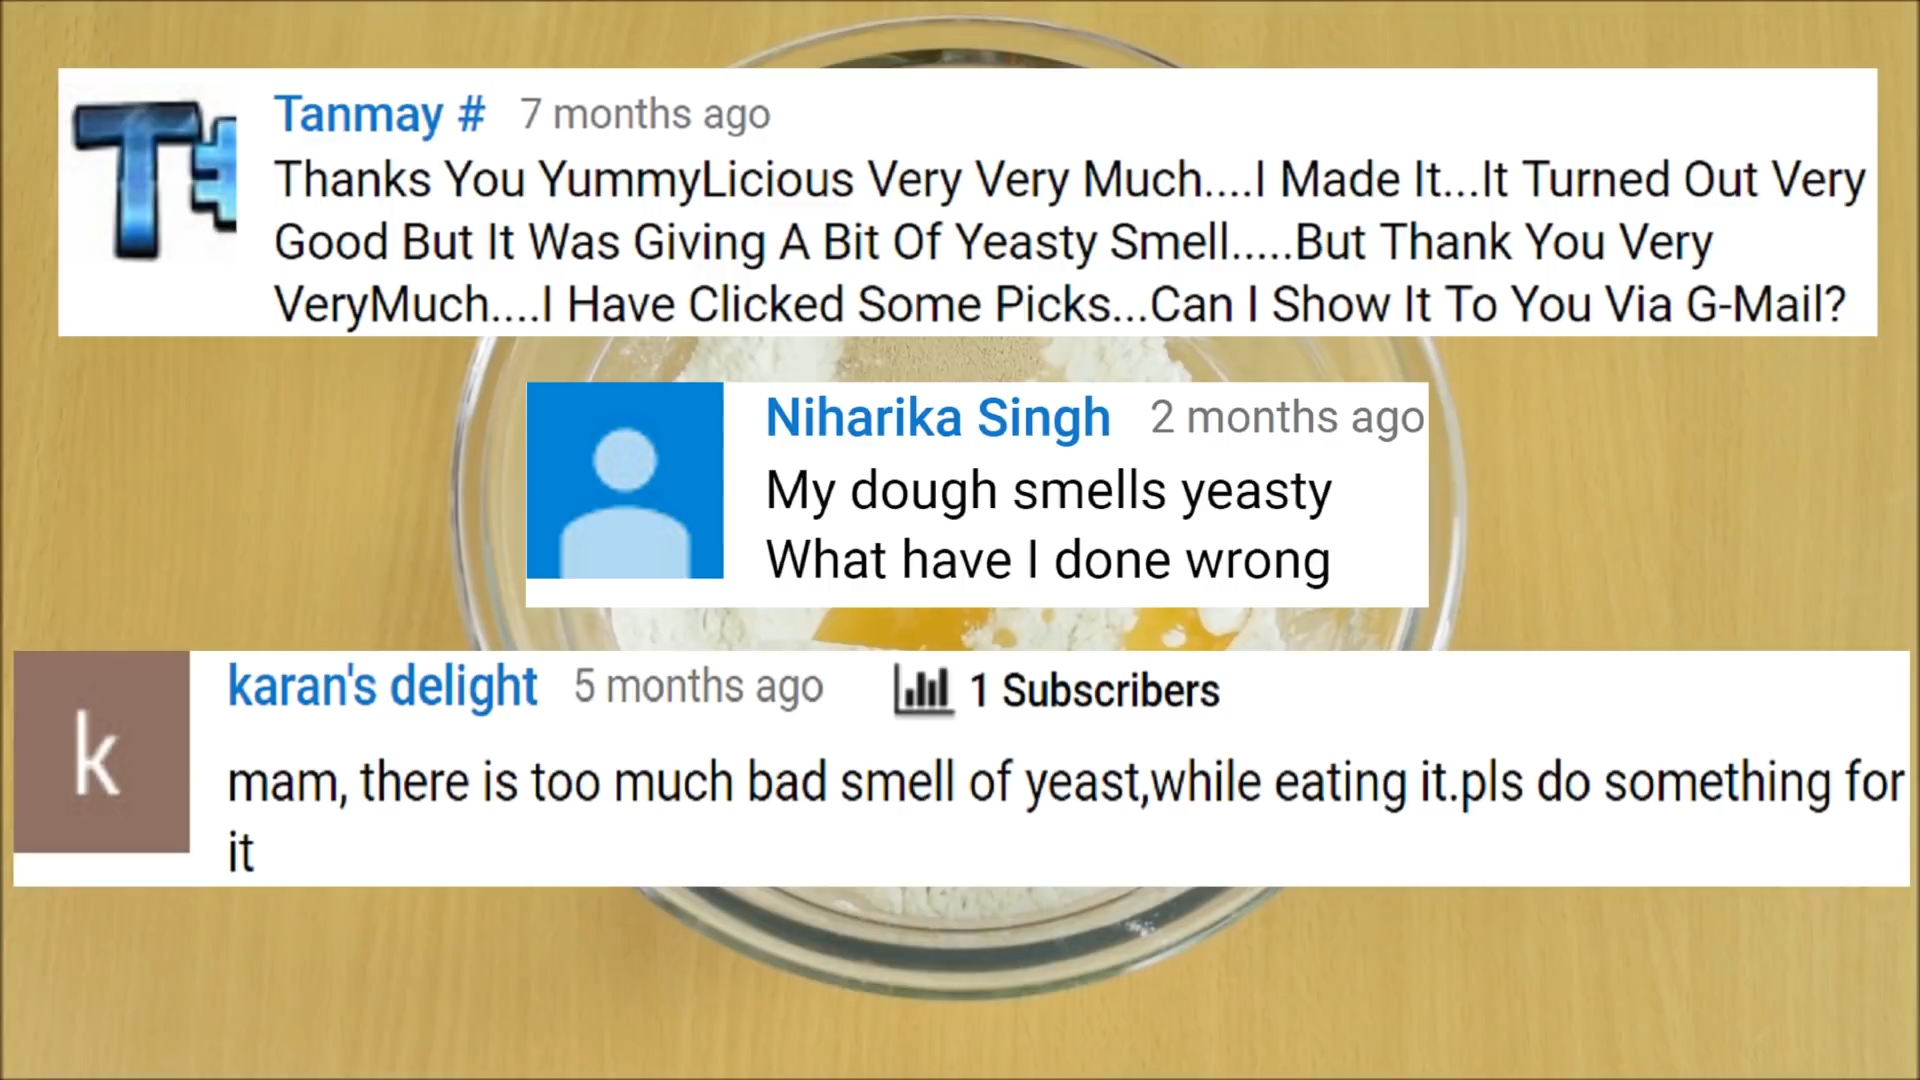 Tanmay # 7 months ago
Thanks You YummyLicious Very Very Much....I Made It...It Turned Out Very
Good But It Was Giving A Bit Of Yeasty Smell.....But Thank You Very
VeryMuch....I Have Clicked Some Picks...Can I Show It To You Via G-Mail?
Niharika Singh 2 months ago
My dough smells yeasty
What have I done wrong
k
karan's delight 5 months ago 1 Subscribers
mam, there is too much bad smell of yeast,while eating it.pls do something for
it